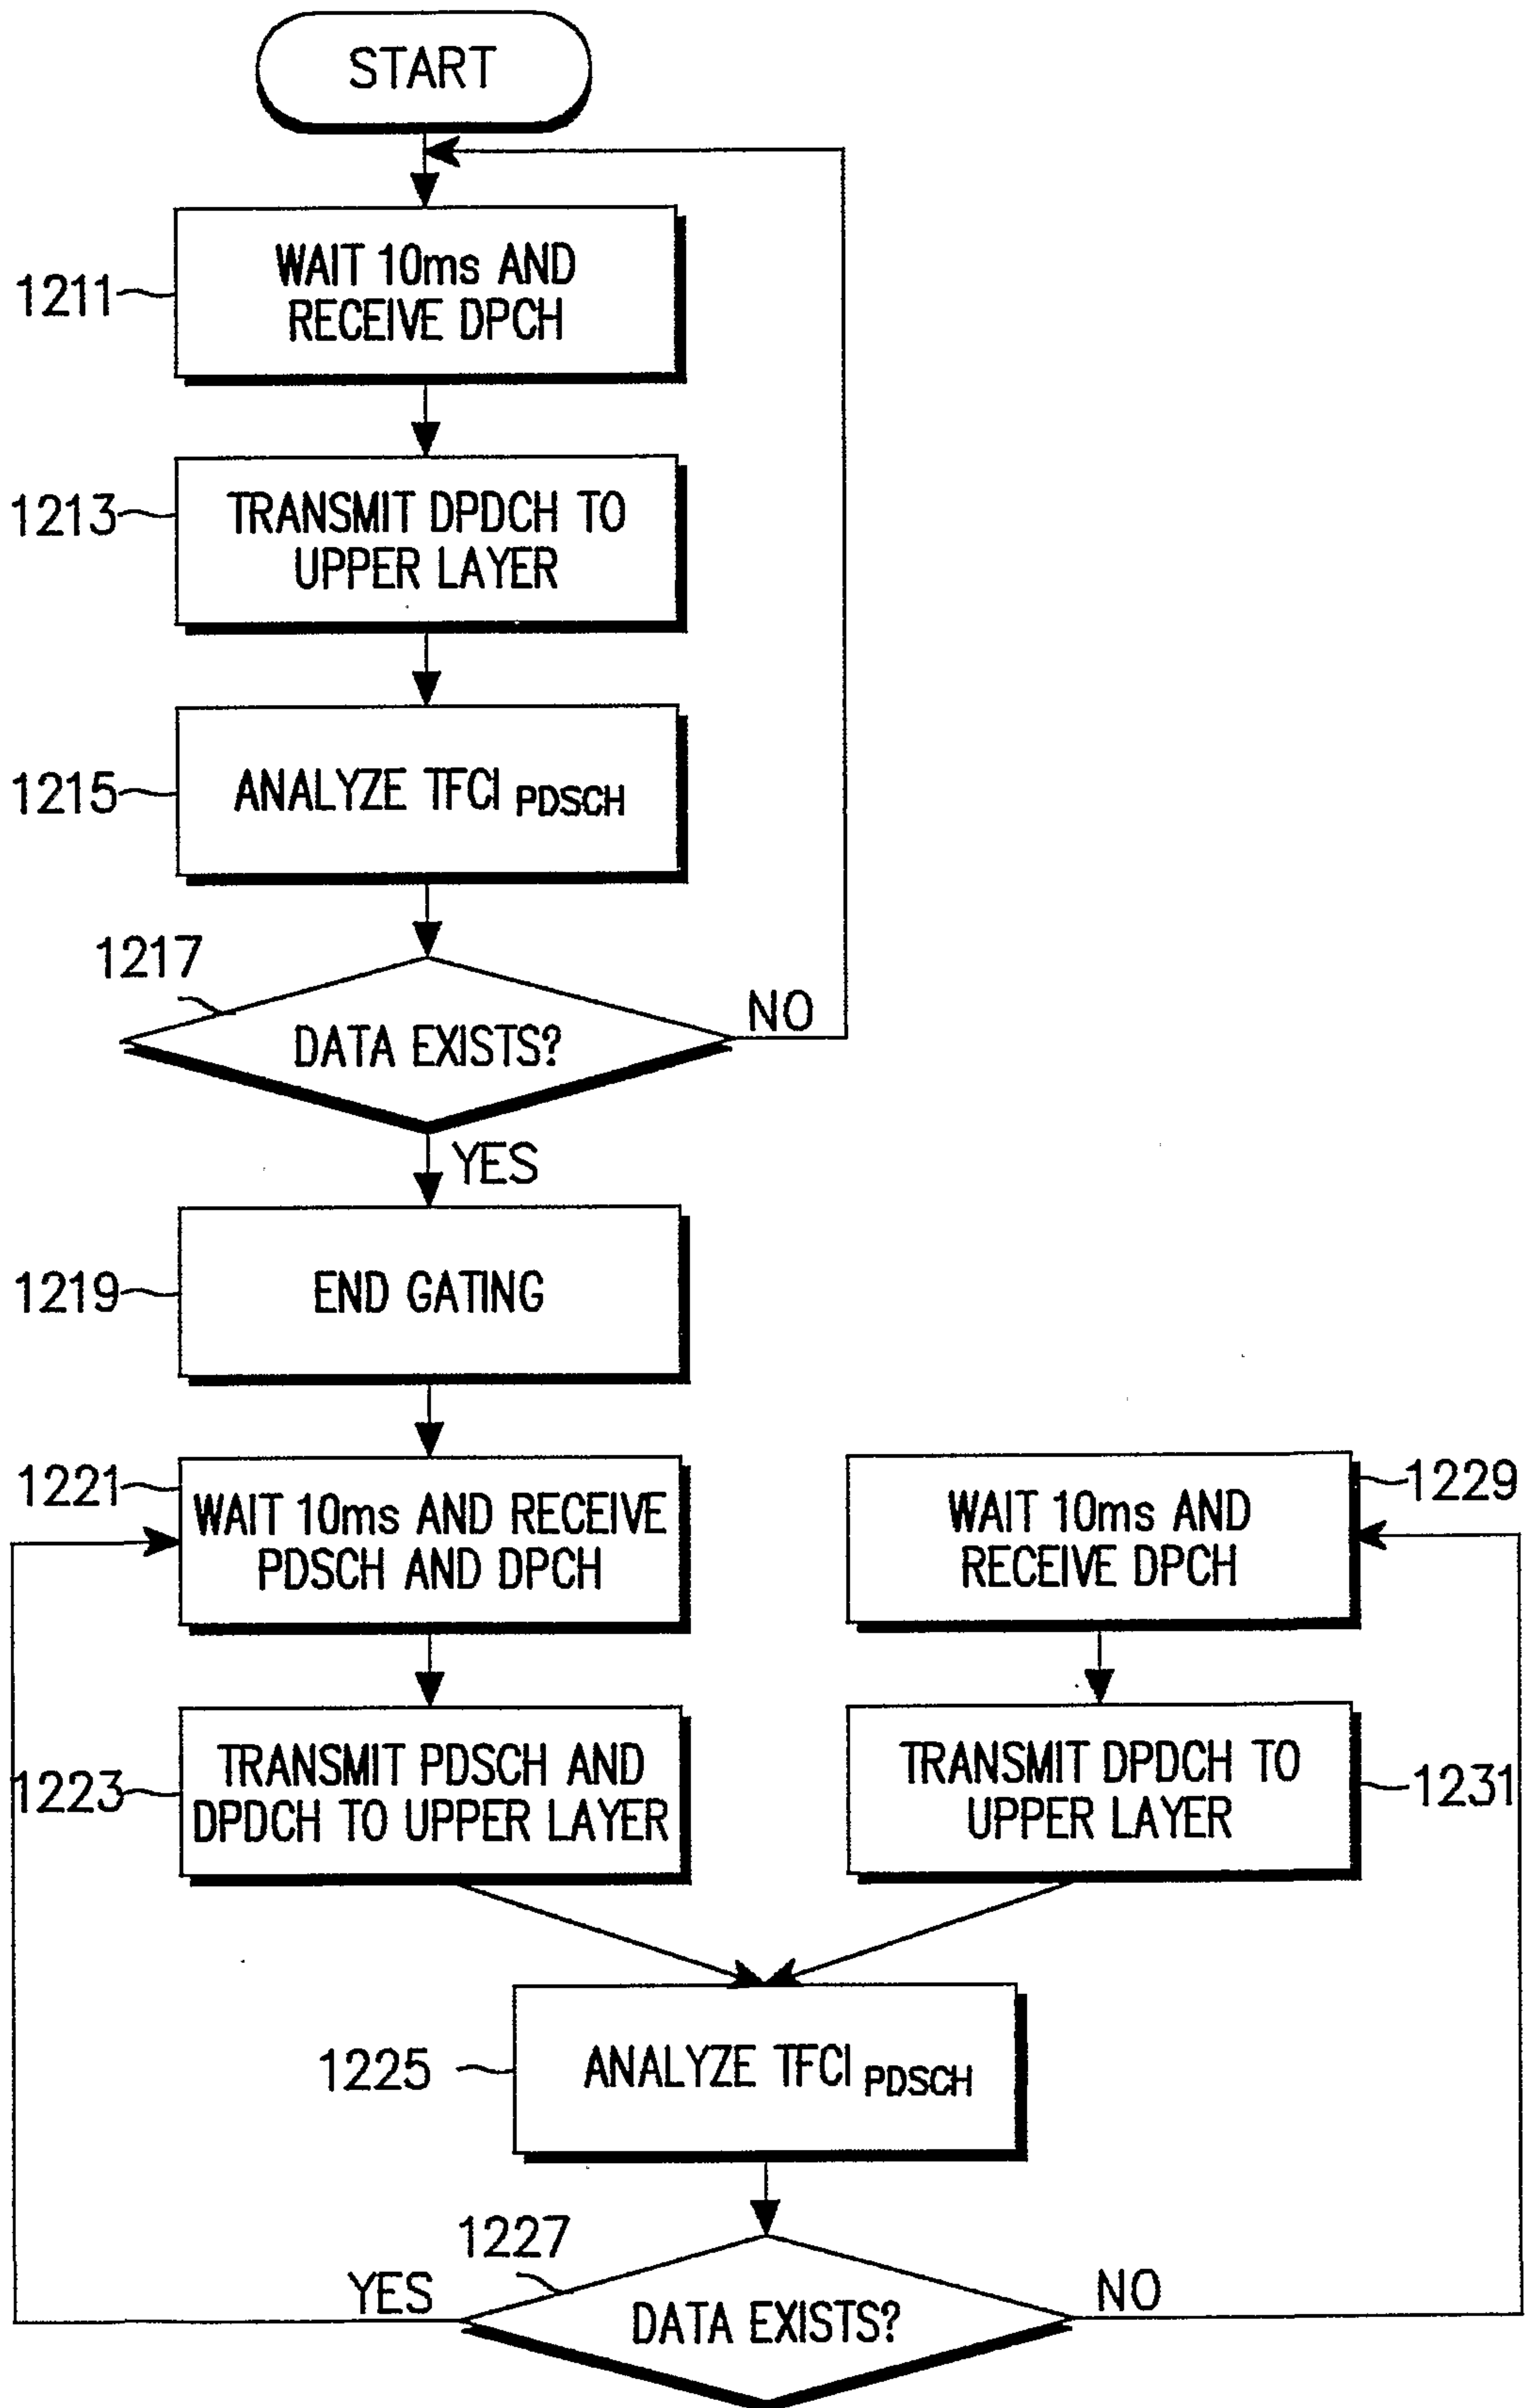 START
1211
WAIT 10ms AND
RECEIVE DPCH
1213
TRANSMIT DPDCH TO
UPPER LAYER
1215
ANALYZE TFCI PDSCH
1217
DATA EXISTS?
NO
YES
1219
END GATING
1221
WAIT 10ms AND RECEIVE
PDSCH AND DPCH
1229
WAIT 10ms AND
RECEIVE DPCH
1223
TRANSMIT PDSCH AND
DPDCH TO UPPER LAYER
1231
TRANSMIT DPDCH TO
UPPER LAYER
1225
ANALYZE TFCI PDSCH
1227
YES
DATA EXISTS?
NO